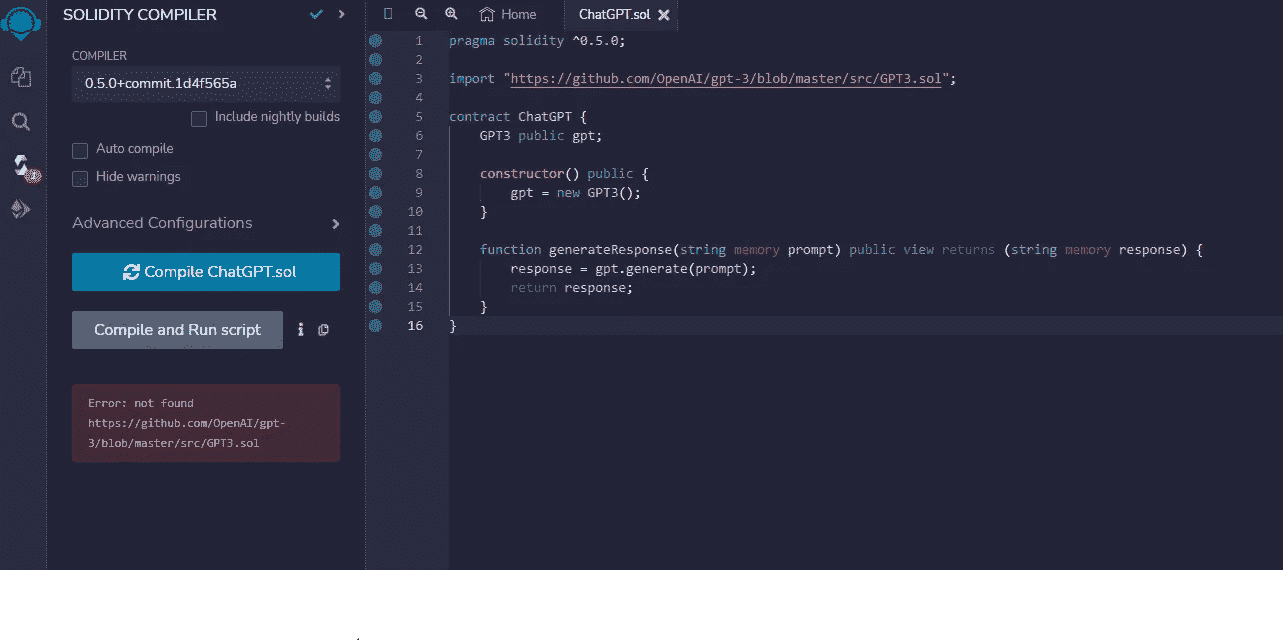 SOLIDITY COMPILER
COMPILER
0.5.0+commit.1d4f565a
Include nightly builds
Auto compile
Hide warnings
Advanced Configurations
Compile ChatGPT.sol
Compile and Run script
Error: not found
https://github.com/OpenAI/gpt-
3/blob/master/src/GPT3.sol
1
Home
ChatGPT.sol
1 pragma solidity ^0.5.0;
2
3 import "https://github.com/OpenAI/gpt-3/blob/master/src/GPT3.sol";
4
5 contract ChatGPT {
6 GPT3 public gpt;
7
8 constructor() public {
9 gpt = new GPT3();
10 }
11
12 function generateResponse(string memory prompt) public view returns (string memory response) {
13 response = gpt.generate(prompt);
14 return response;
15 }
16 }